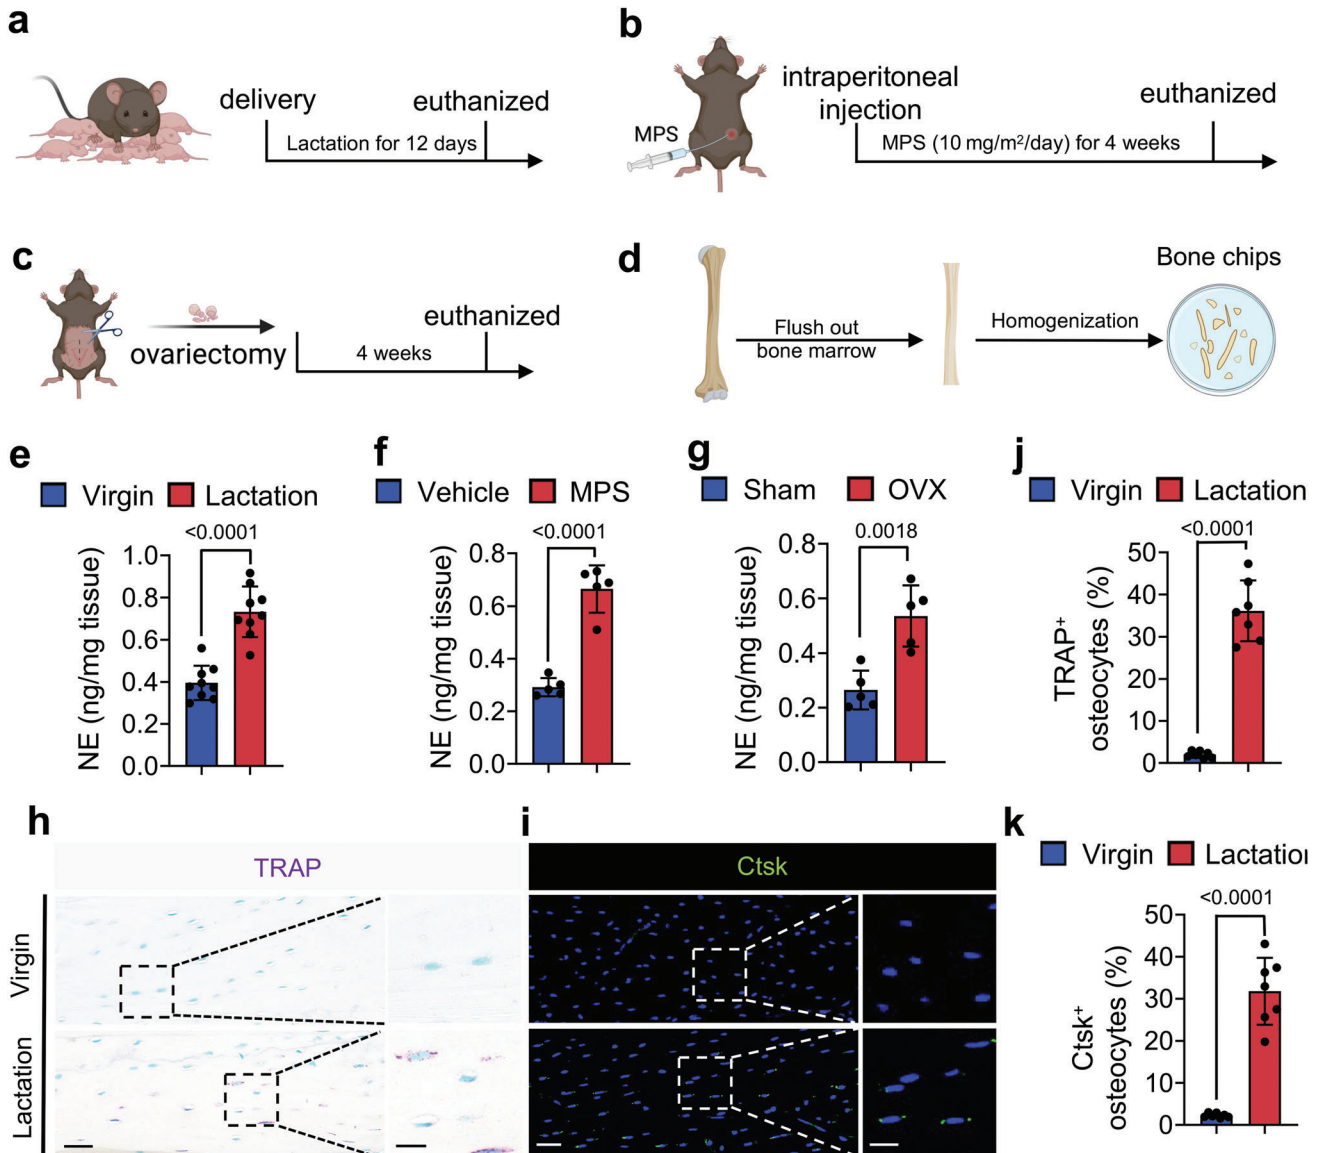 a
delivery
euthanized
Lactation for 12 days
b
MPS
intraperitoneal
injection
euthanized
MPS (10 mg/m²/day) for 4 weeks
c
ovariectomy
euthanized
4 weeks
d
Flush out
bone marrow
Homogenization
Bone chips
e
Virgin Lactation
<0.0001
NE (ng/mg tissue)
1.0
0.8
0.6
0.4
0.2
0.0
f
Vehicle MPS
<0.0001
NE (ng/mg tissue)
0.8
0.6
0.4
0.2
0.0
g
Sham OVX
0.0018
NE (ng/mg tissue)
0.8
0.6
0.4
0.2
0.0
j
Virgin Lactation
<0.0001
TRAP⁺
osteocytes (%)
50
40
30
20
10
0
h
TRAP
Virgin
Lactation
i
Ctsk
k
Virgin Lactation
<0.0001
Ctsk⁺
osteocytes (%)
50
40
30
20
10
0